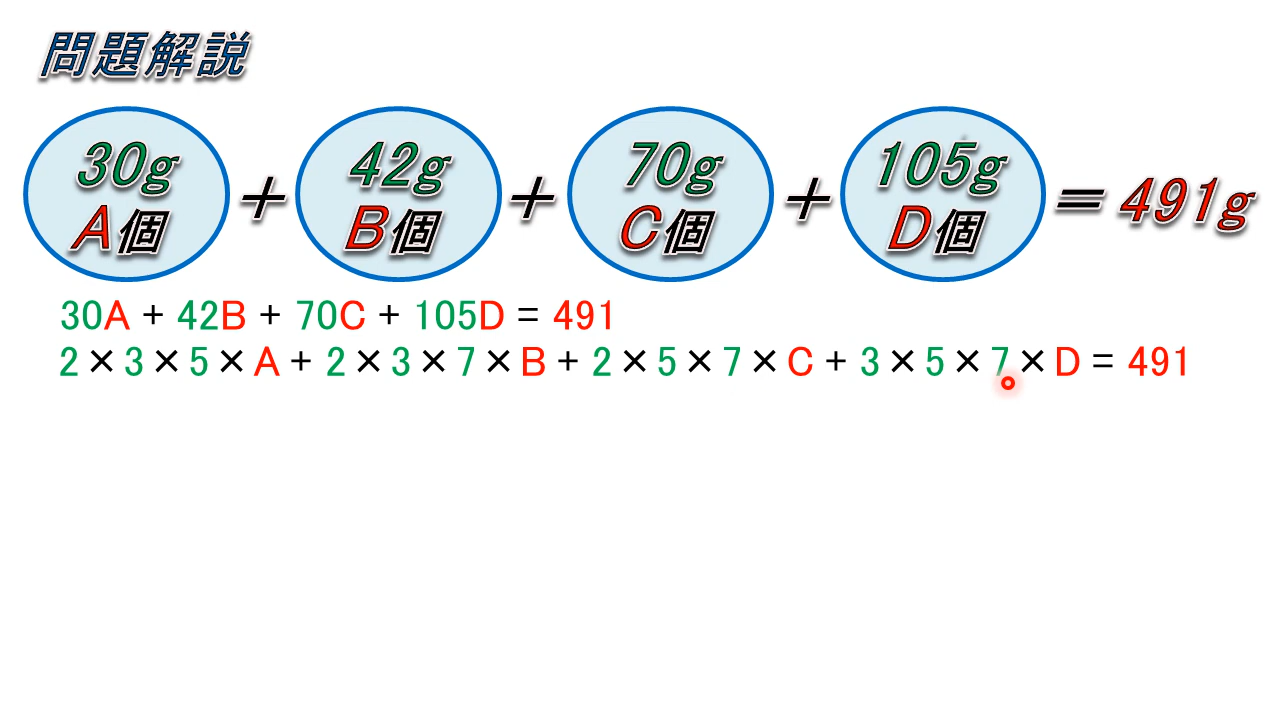 問題解説
30g + 42g + 70g + 105g = 491g
A個 B個 C個 D個
30A + 42B + 70C + 105D = 491
2×3×5×A + 2×3×7×B + 2×5×7×C + 3×5×7×D = 491